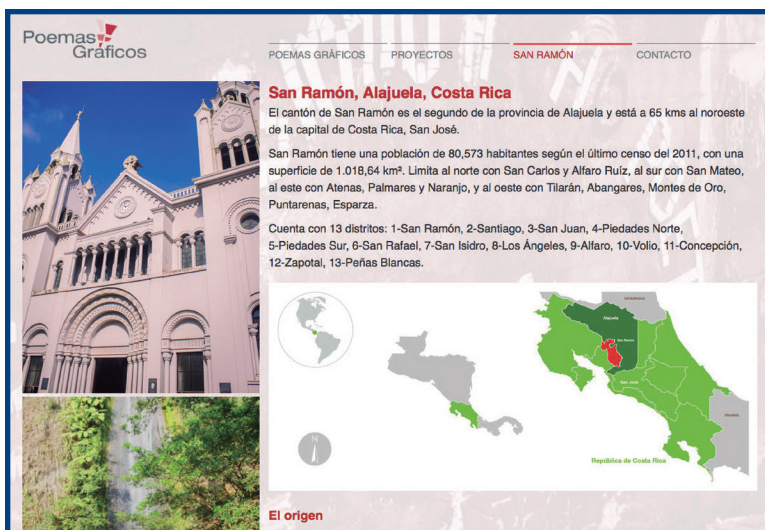 Poemas
Gráficos
POEMAS GRÁFICOS
PROYECTOS
SAN RAMÓN
CONTACTO
San Ramón, Alajuela, Costa Rica
El cantón de San Ramón es el segundo de la provincia de Alajuela y está a 65 kms al noroeste
de la capital de Costa Rica, San José.
San Ramón tiene una población de 80,573 habitantes según el último censo del 2011, con una
superficie de 1.018,64 km². Limita al norte con San Carlos y Alfaro Ruíz, al sur con San Mateo,
al este con Atenas, Palmares y Naranjo, y al oeste con Tilarán, Abangares, Montes de Oro,
Puntarenas, Esparza.
Cuenta con 13 distritos: 1-San Ramón, 2-Santiago, 3-San Juan, 4-Piedades Norte,
5-Piedades Sur, 6-San Rafael, 7-San Isidro, 8-Los Ángeles, 9-Alfaro, 10-Volio, 11-Concepción,
12-Zapotal, 13-Peñas Blancas.
NICARAGUA
Alajuela
San Ramón
San José
PANAMÁ
N
República de Costa Rica
El origen